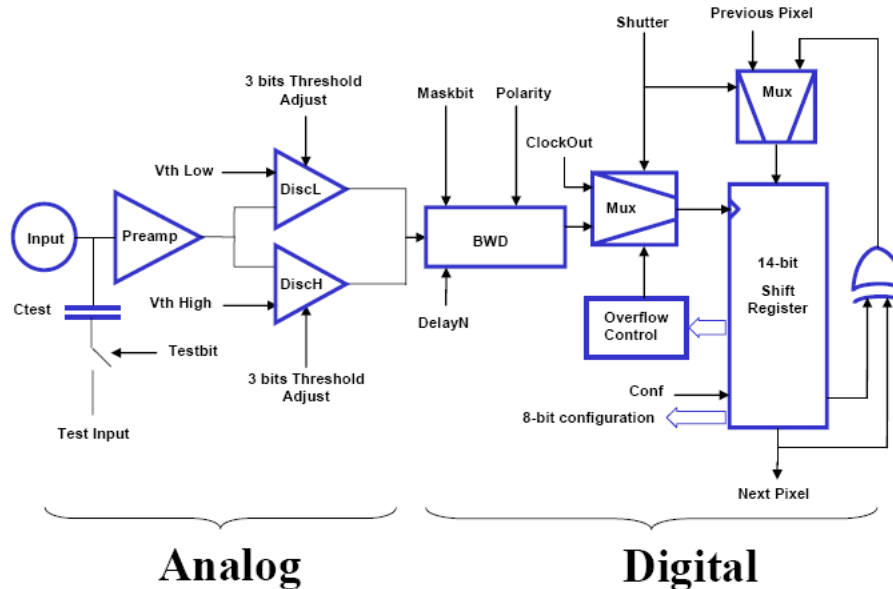 Previous Pixel
Shutter
3 bits Threshold
Adjust
Maskbit
Polarity
Mux
ClockOut
Vth Low
DiscL
Mux
Input
Preamp
BWD
14-bit
Shift
Register
DiscH
Vth High
Ctest
DelayN
Overflow
Control
Testbit
3 bits Threshold
Adjust
Conf
8-bit configuration
Test Input
Next Pixel
Analog
Digital